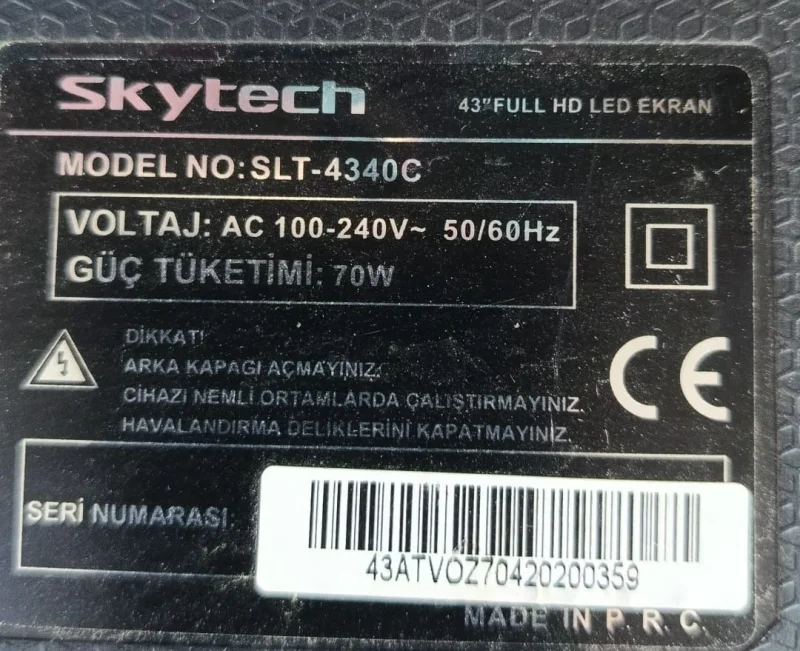 Skytech
43"FULL HD LED EKRAN
MODEL NO:SLT-4340C
VOLTAJ: AC 100-240V~ 50/60Hz
GÜÇ TÜKETİMİ: 70W
DİKKAT!
ARKA KAPAGI AÇMAYINIZ.
CİHAZI NEMLİ ORTAMLARDA ÇALIŞTIRMAYINIZ.
HAVALANDIRMA DELİKLERİNİ KAPATMAYINIZ.
CE
SERİ NUMARASI:
43ATVOZ70420200359
MADE IN P. R. C.